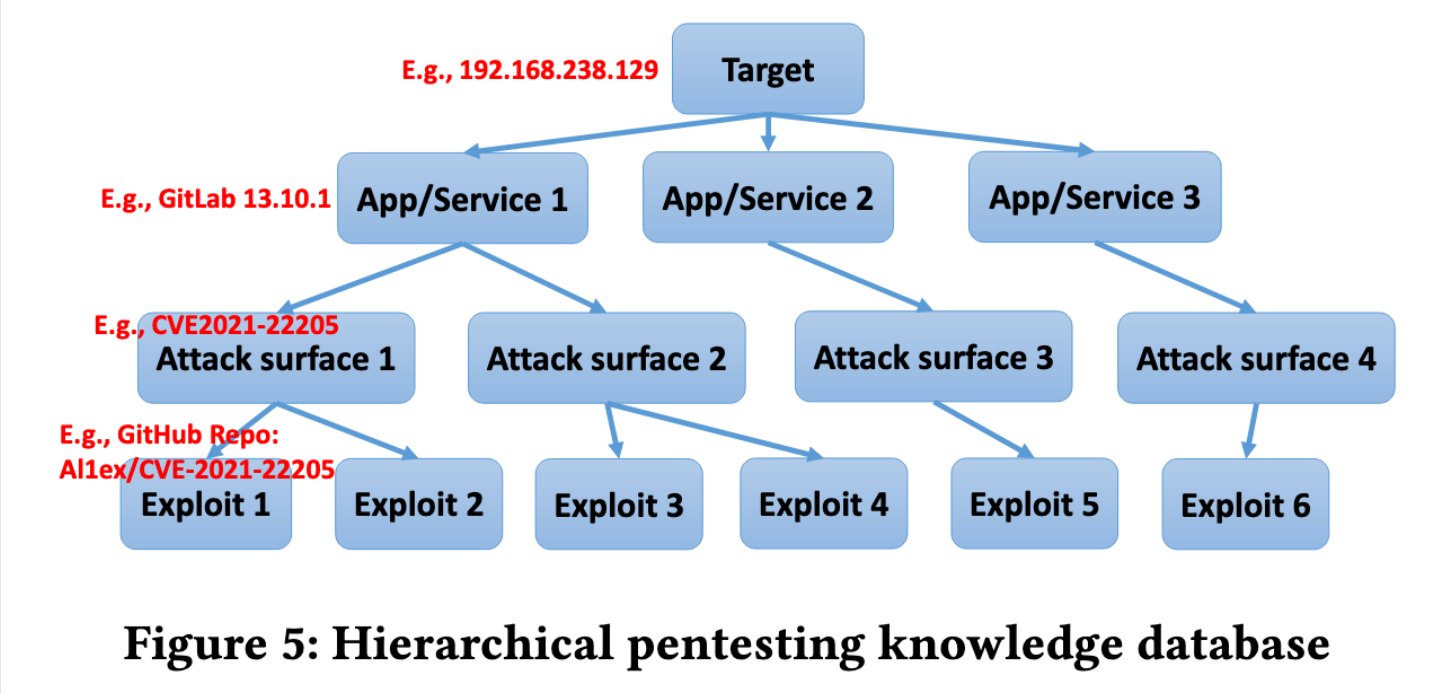 Target
E.g., 192.168.238.129
App/Service 1
App/Service 2
App/Service 3
E.g., GitLab 13.10.1
E.g., CVE2021-22205
Attack surface 1
Attack surface 2
Attack surface 3
Attack surface 4
E.g., GitHub Repo:
Al1ex/CVE-2021-22205
Exploit 1
Exploit 2
Exploit 3
Exploit 4
Exploit 5
Exploit 6
Figure 5: Hierarchical pentesting knowledge database